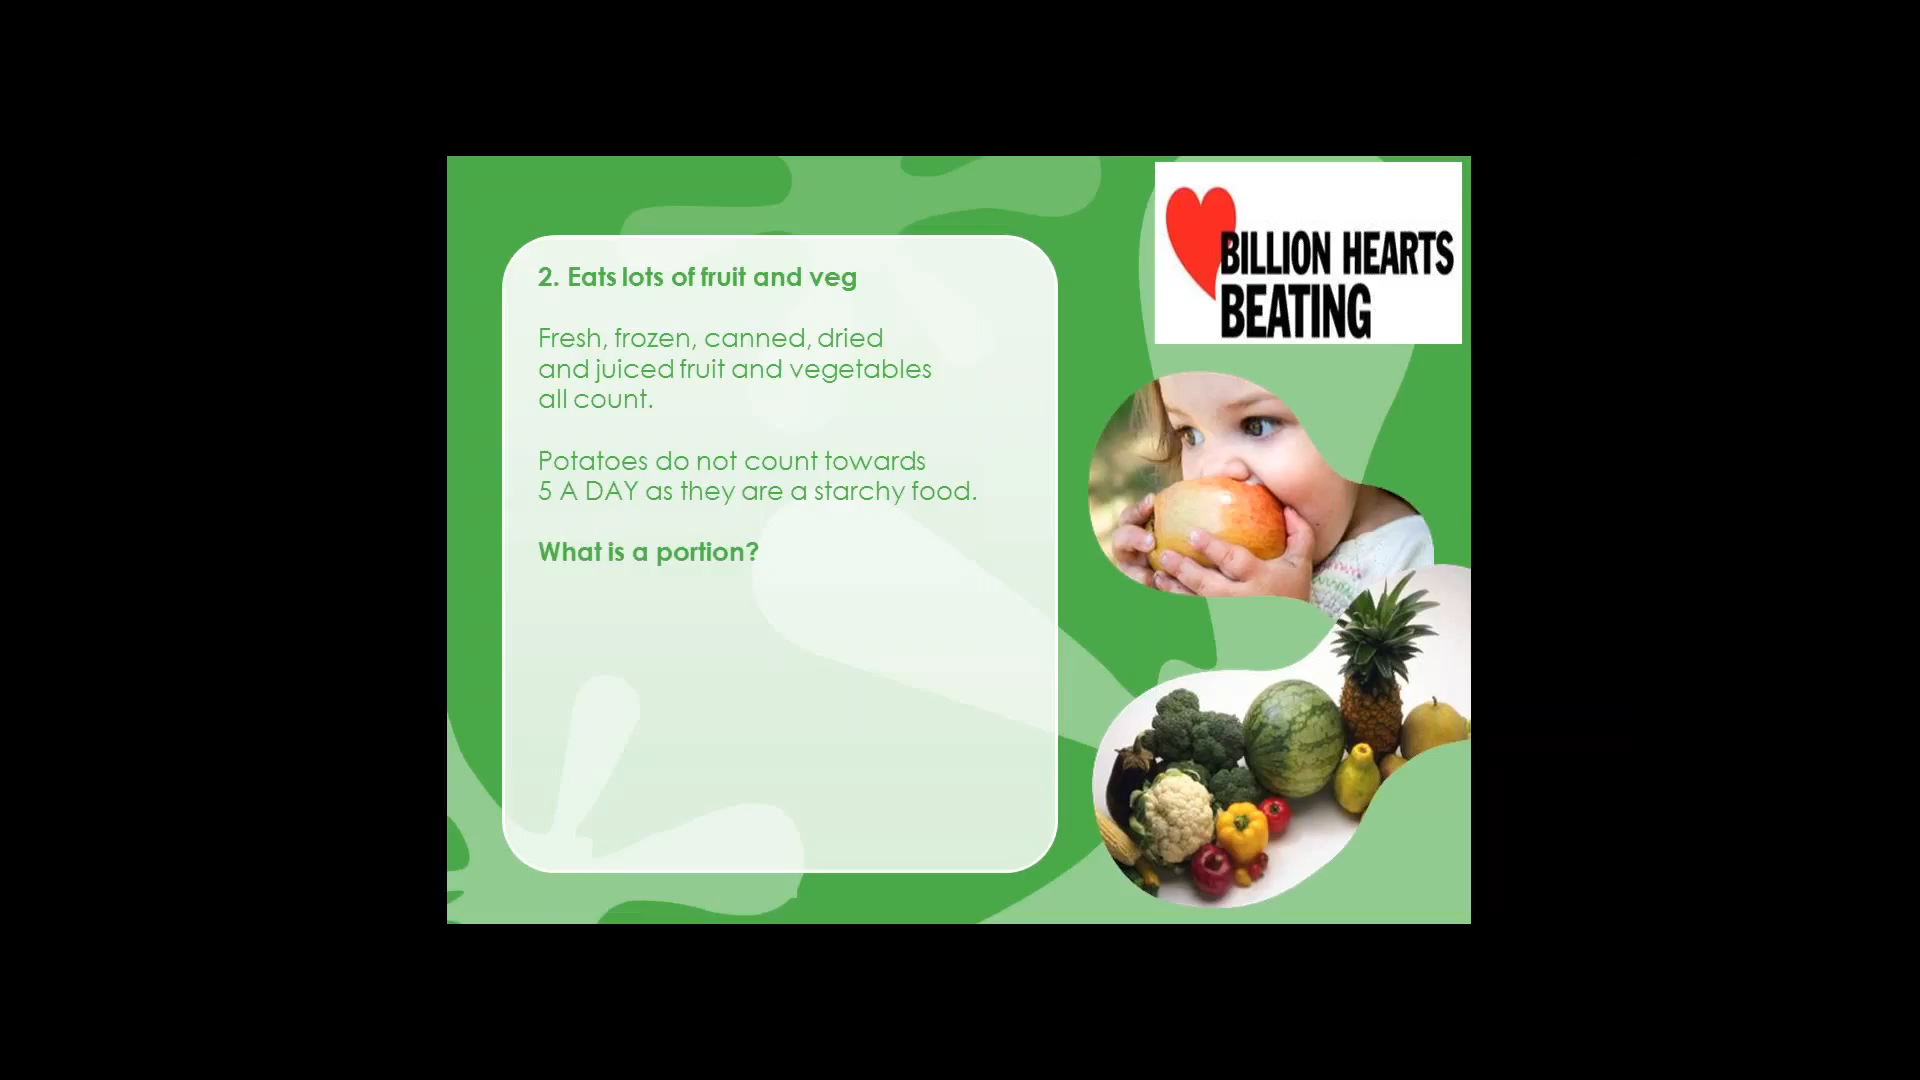 2. Eats lots of fruit and veg
Fresh, frozen, canned, dried
and juiced fruit and vegetables
all count.
Potatoes do not count towards
5 A DAY as they are a starchy food.
What is a portion?
BILLION HEARTS
BEATING